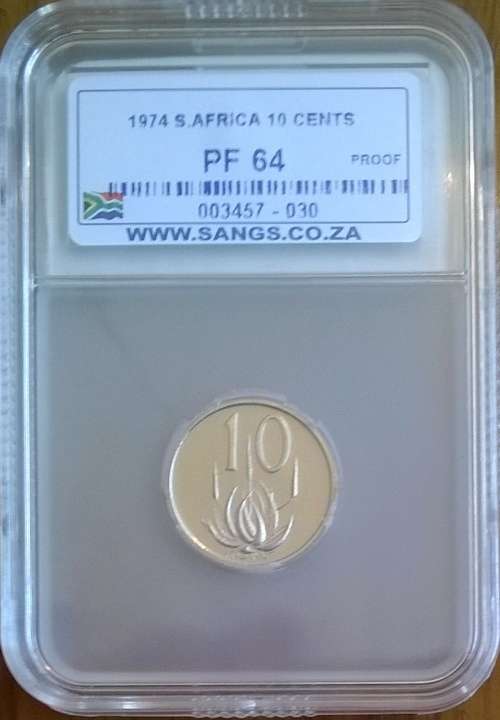 1974 S.AFRICA 10 CENTS
PF 64
PROOF
003457 - 030
WWW.SANGS.CO.ZA
10